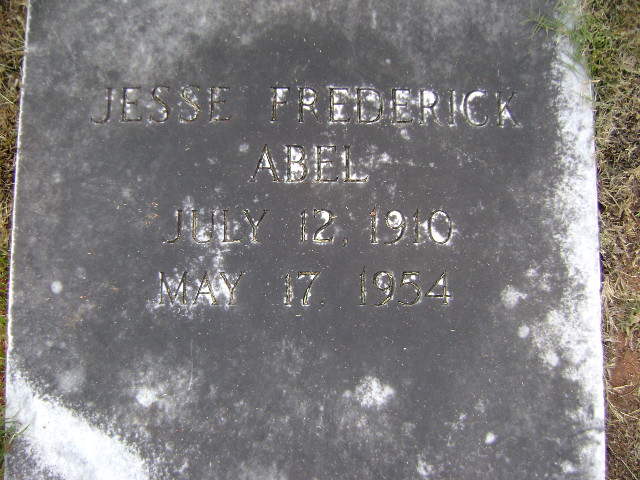 JESSE FREDERICK
ABEL
JULY 12, 1910
MAY 17, 1954